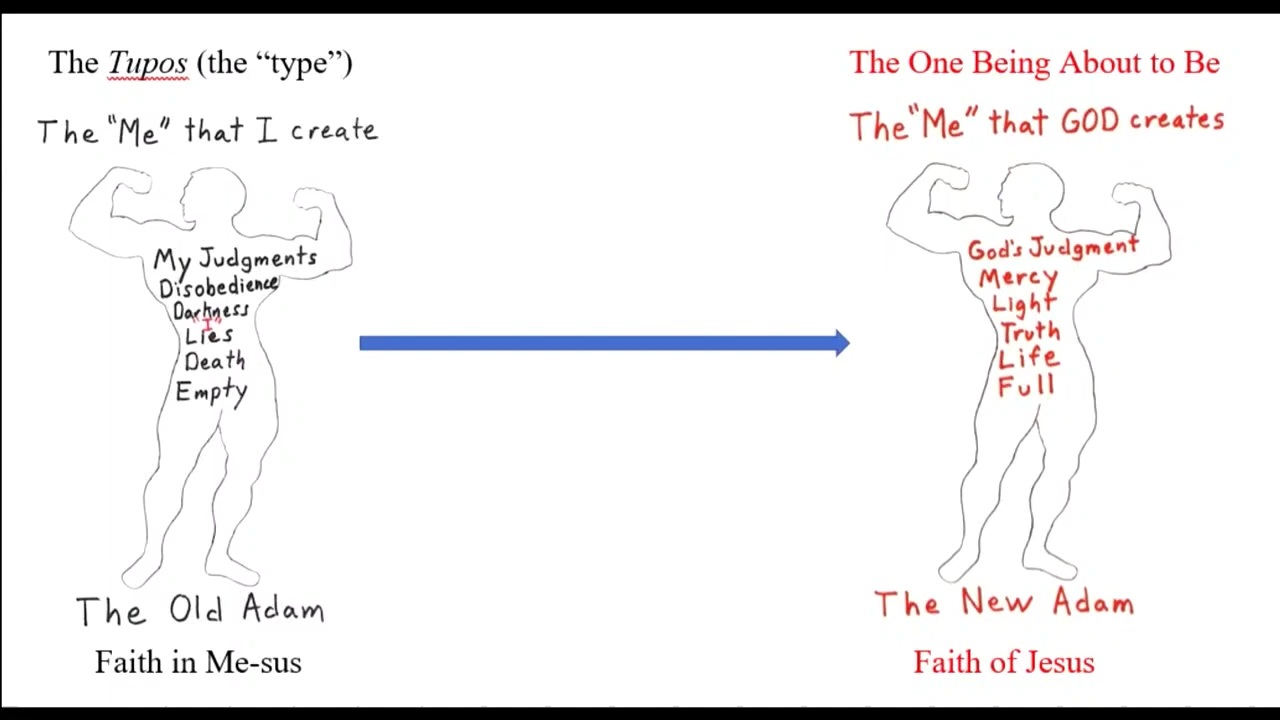 The Tupos (the “type”)
The "Me" that I create
My Judgments
Disobedience
Darkness
"I"
Lies
Death
Empty
The Old Adam
Faith in Me-sus
The One Being About to Be
The "Me" that GOD creates
God's Judgment
Mercy
Light
Truth
Life
Full
The New Adam
Faith of Jesus